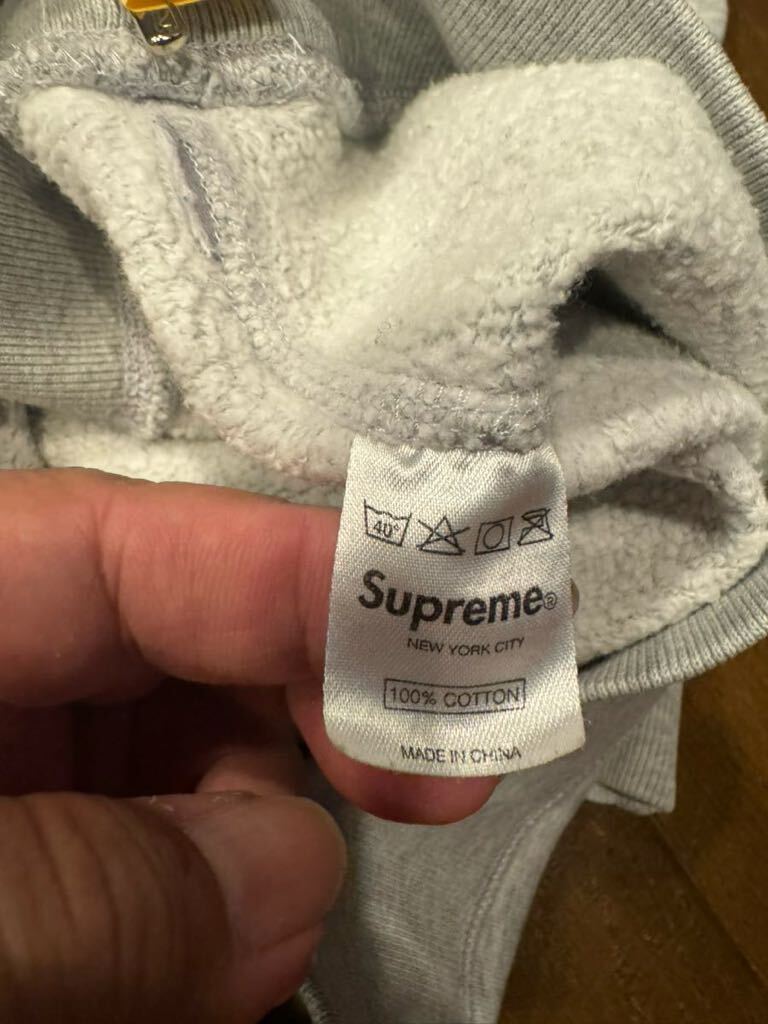 40°
Supreme®
NEW YORK CITY
100% COTTON
MADE IN CHINA